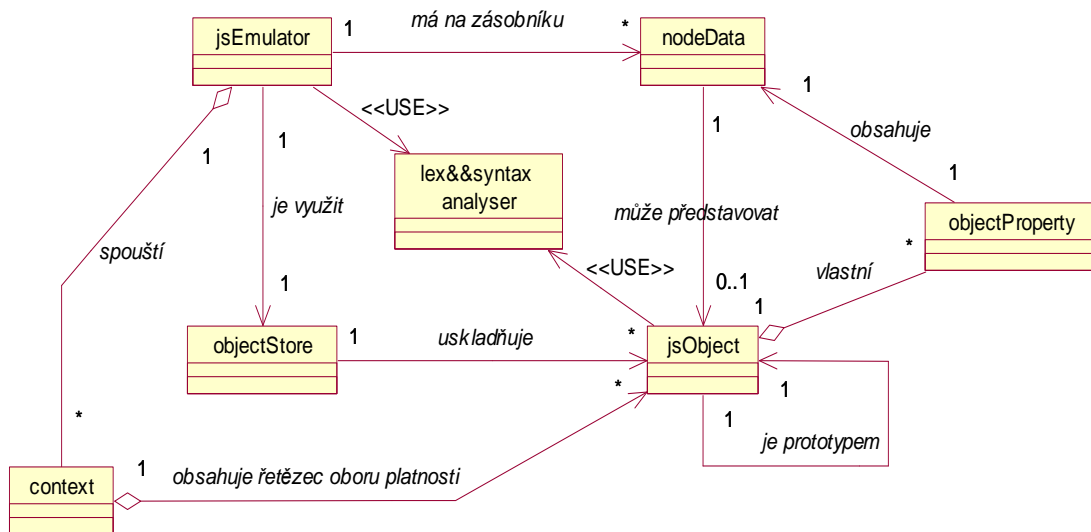 má na zásobníku
1
*
jsEmulator
nodeData
<<USE>>
1
1
1
1
obsahuje
1
lex&&syntax
analyser
je využit
může představovat
objectProperty
*
spouští
<<USE>>
vlastní
1
0..1
1
objectStore
1
uskladňuje
*
jsObject
*
1
1
je prototypem
*
1
obsahuje řetězec oboru platnosti
context